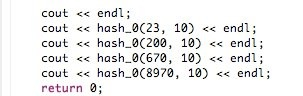 cout << endl;
cout << hash_0(23, 10) << endl;
cout << hash_0(200, 10) << endl;
cout << hash_0(670, 10) << endl;
cout << hash_0(8970, 10) << endl;
return 0;